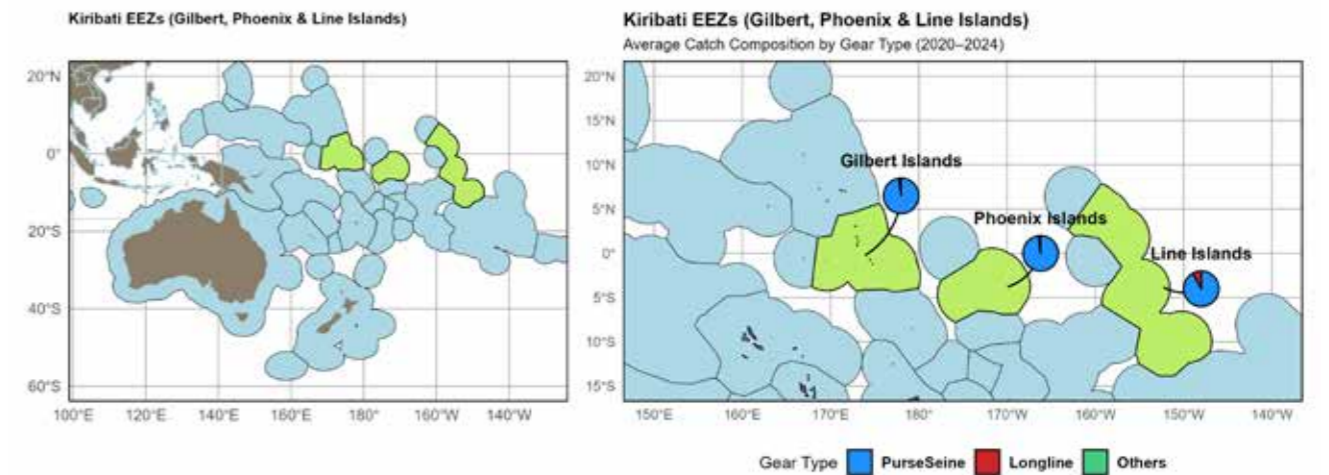 Kiribati EEZs (Gilbert, Phoenix & Line Islands)
20°N
0°
20°S
40°S
60°S
100°E 120°E 140°E 160°E 180° 160°W 140°W
Kiribati EEZs (Gilbert, Phoenix & Line Islands)
Average Catch Composition by Gear Type (2020–2024)
20°N
15°N
10°N
5°N
0°
5°S
10°S
15°S
Gilbert Islands
Phoenix Islands
Line Islands
150°E 160°E 170°E 180° 170°W 160°W 150°W 140°W
Gear Type PurseSeine Longline Others